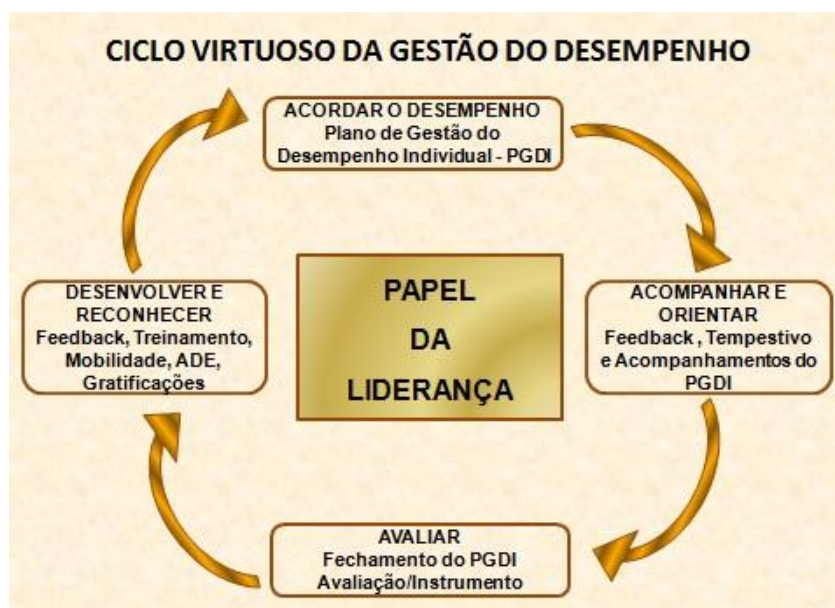 CICLO VIRTUOSO DA GESTÃO DO DESEMPENHO
ACORDAR O DESEMPENHO
Plano de Gestão do
Desempenho Individual - PGDI
DESENVOLVER E
RECONHECER
Feedback, Treinamento,
Mobilidade, ADE,
Gratificações
PAPEL
DA
LIDERANÇA
ACOMPANHAR E
ORIENTAR
Feedback , Tempestivo
e Acompanhamentos do
PGDI
AVALIAR
Fechamento do PGDI
Avaliação/Instrumento